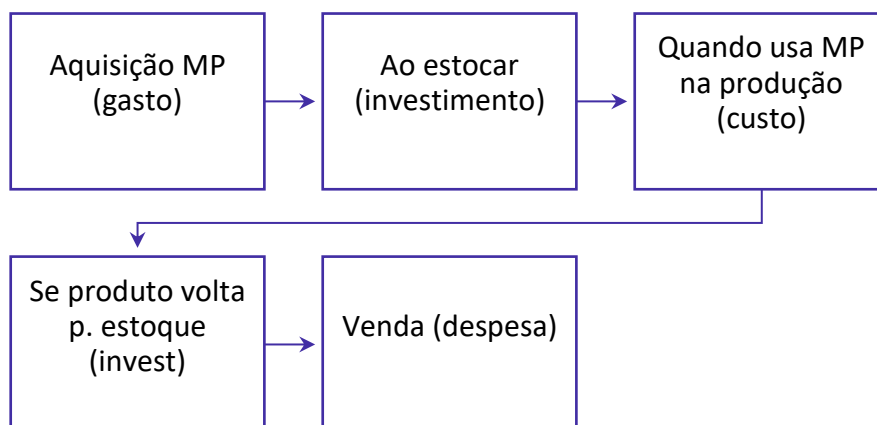 Aquisição MP
(gasto)
Ao estocar
(investimento)
Quando usa MP
na produção
(custo)
Se produto volta
p. estoque
(invest)
Venda (despesa)